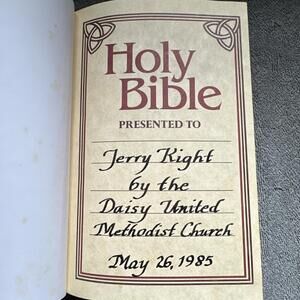 Holy
Bible
PRESENTED TO
Jerry Kight
by the
Daisy United
Methodist Church
May 26, 1985